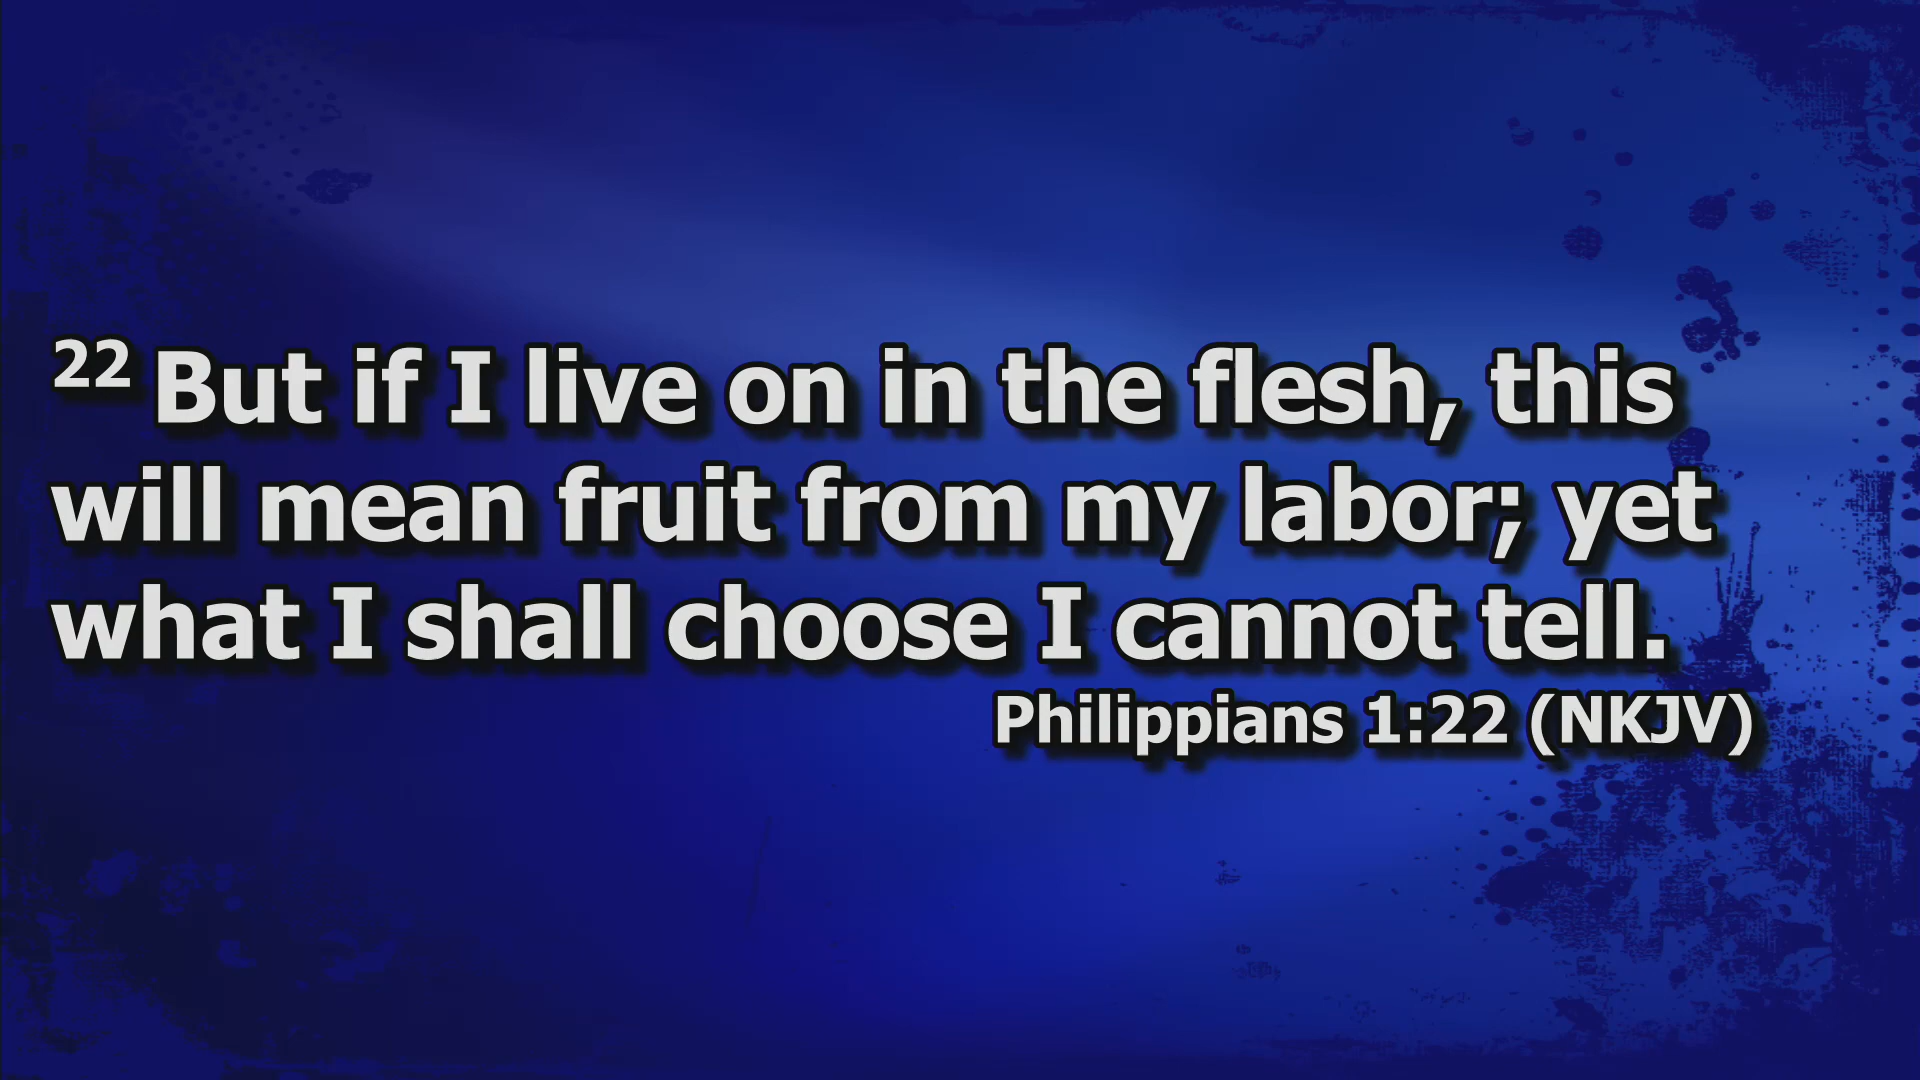 22 But if I live on in the flesh, this
will mean fruit from my labor; yet
what I shall choose I cannot tell.
Philippians 1:22 (NKJV)